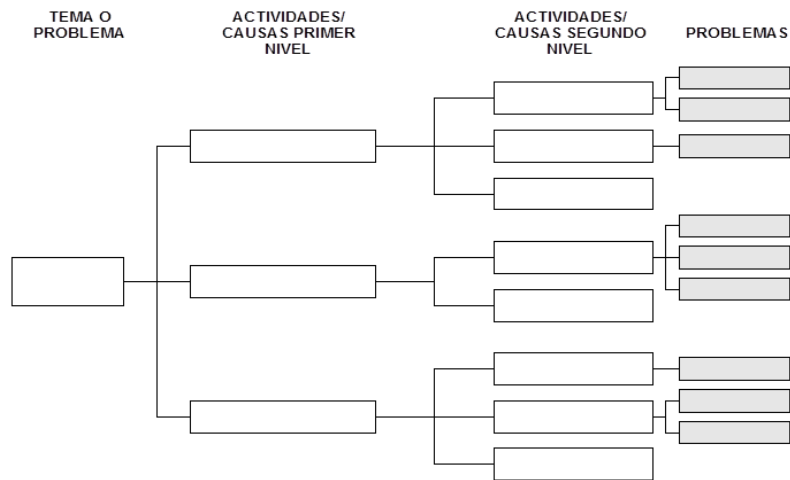 TEMA O
PROBLEMA
ACTIVIDADES/
CAUSAS PRIMER
NIVEL
ACTIVIDADES/
CAUSAS SEGUNDO
NIVEL
PROBLEMAS